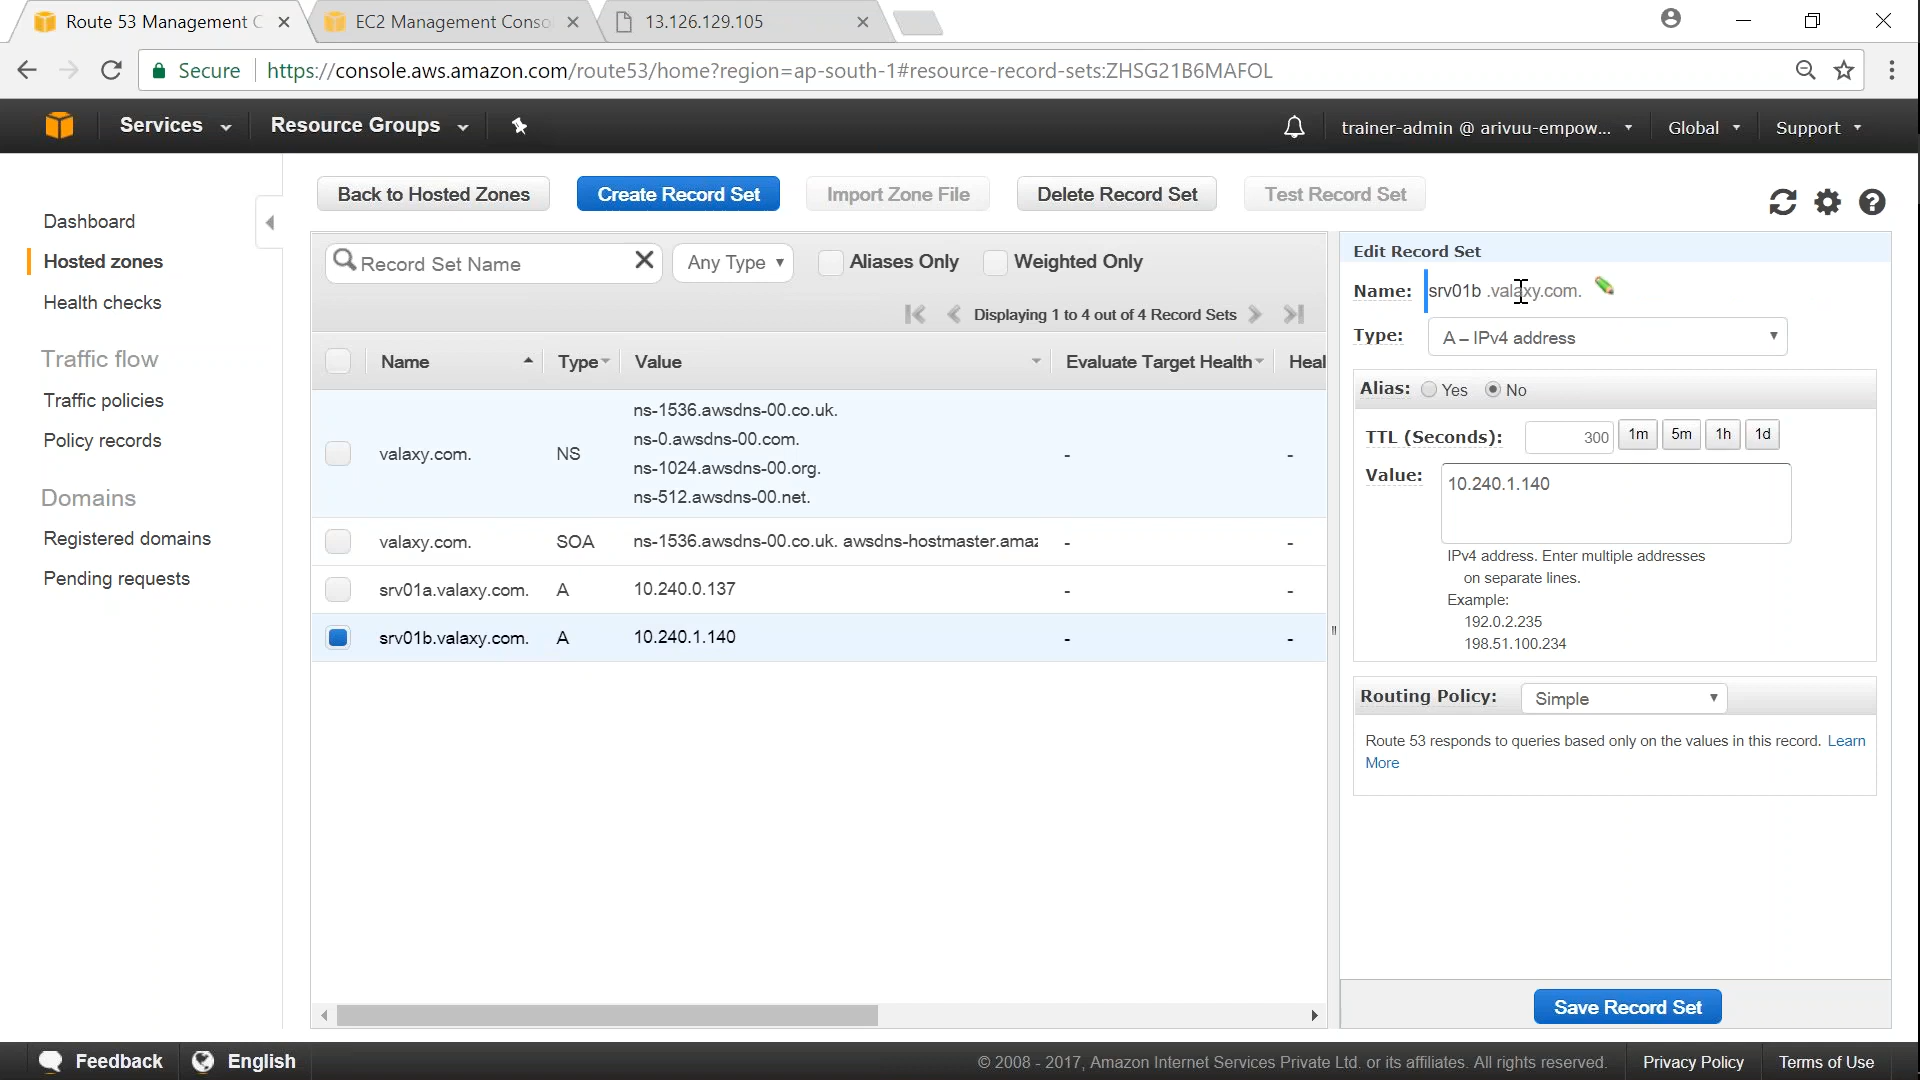 Route 53 Management C
EC2 Management Conso
13.126.129.105
Secure
https://console.aws.amazon.com/route53/home?region=ap-south-1#resource-record-sets:ZHSG21B6MAFOL
Services
Resource Groups
trainer-admin @ arivuu-empow...
Global
Support
Dashboard
Hosted zones
Health checks
Traffic flow
Traffic policies
Policy records
Domains
Registered domains
Pending requests
Back to Hosted Zones
Create Record Set
Import Zone File
Delete Record Set
Test Record Set
Record Set Name
Any Type
Aliases Only
Weighted Only
Displaying 1 to 4 out of 4 Record Sets
Name Type Value Evaluate Target Health Heal
valaxy.com. NS
ns-1536.awsdns-00.co.uk.
ns-0.awsdns-00.com.
ns-1024.awsdns-00.org.
ns-512.awsdns-00.net.
- -
valaxy.com. SOA ns-1536.awsdns-00.co.uk. awsdns-hostmaster.amaz - -
srv01a.valaxy.com. A 10.240.0.137 - -
srv01b.valaxy.com. A 10.240.1.140 - -
Edit Record Set
Name: srv01b .valaxy.com.
Type: A – IPv4 address
Alias: Yes No
TTL (Seconds): 300 1m 5m 1h 1d
Value: 10.240.1.140
IPv4 address. Enter multiple addresses
on separate lines.
Example:
192.0.2.235
198.51.100.234
Routing Policy: Simple
Route 53 responds to queries based only on the values in this record. Learn
More
Save Record Set
Feedback
English
© 2008 - 2017, Amazon Internet Services Private Ltd. or its affiliates. All rights reserved.
Privacy Policy
Terms of Use